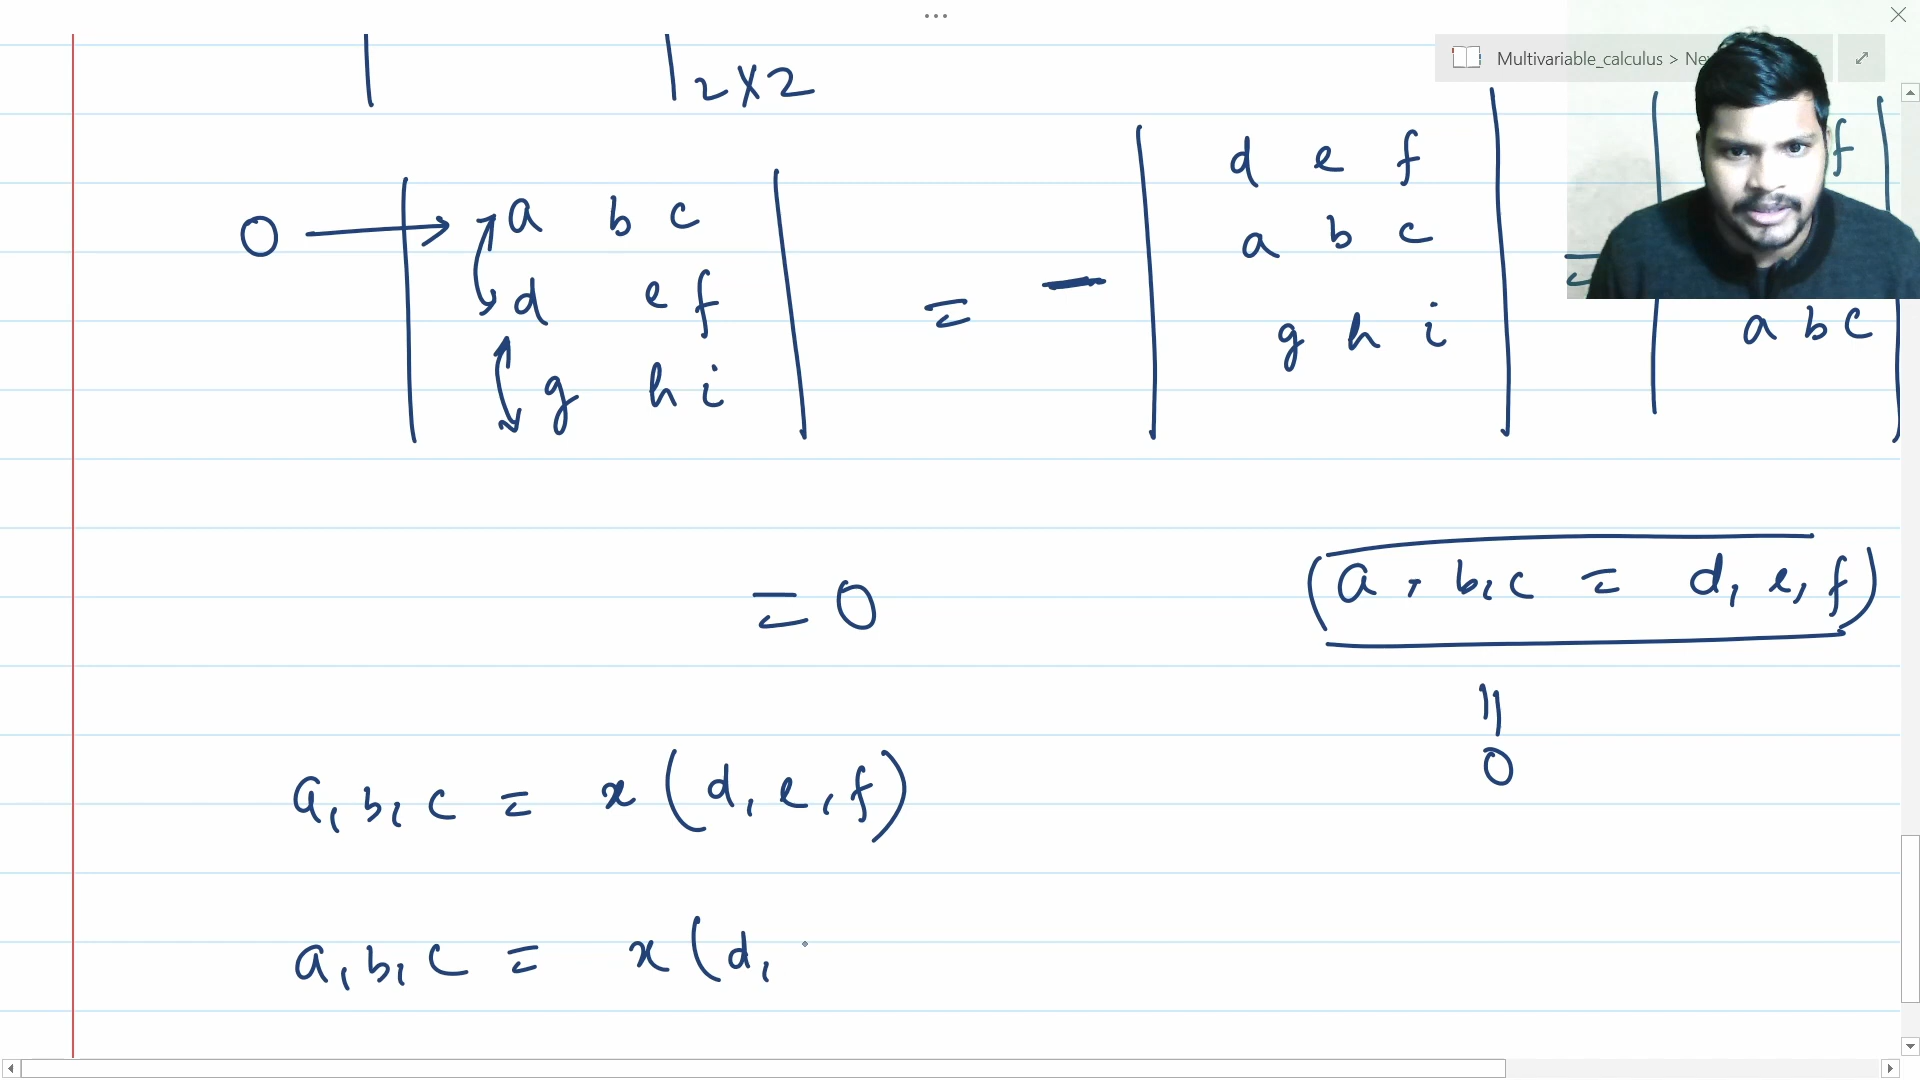 Multivariable_calculus > Ne
2x2
0 → a b c
d e f
g h i
= -
d e f
a b c
g h i
=
f
a b c
= 0
(a, b, c = d, e, f)
||
0
a, b, c = x (d, e, f)
a, b, c = x (d,